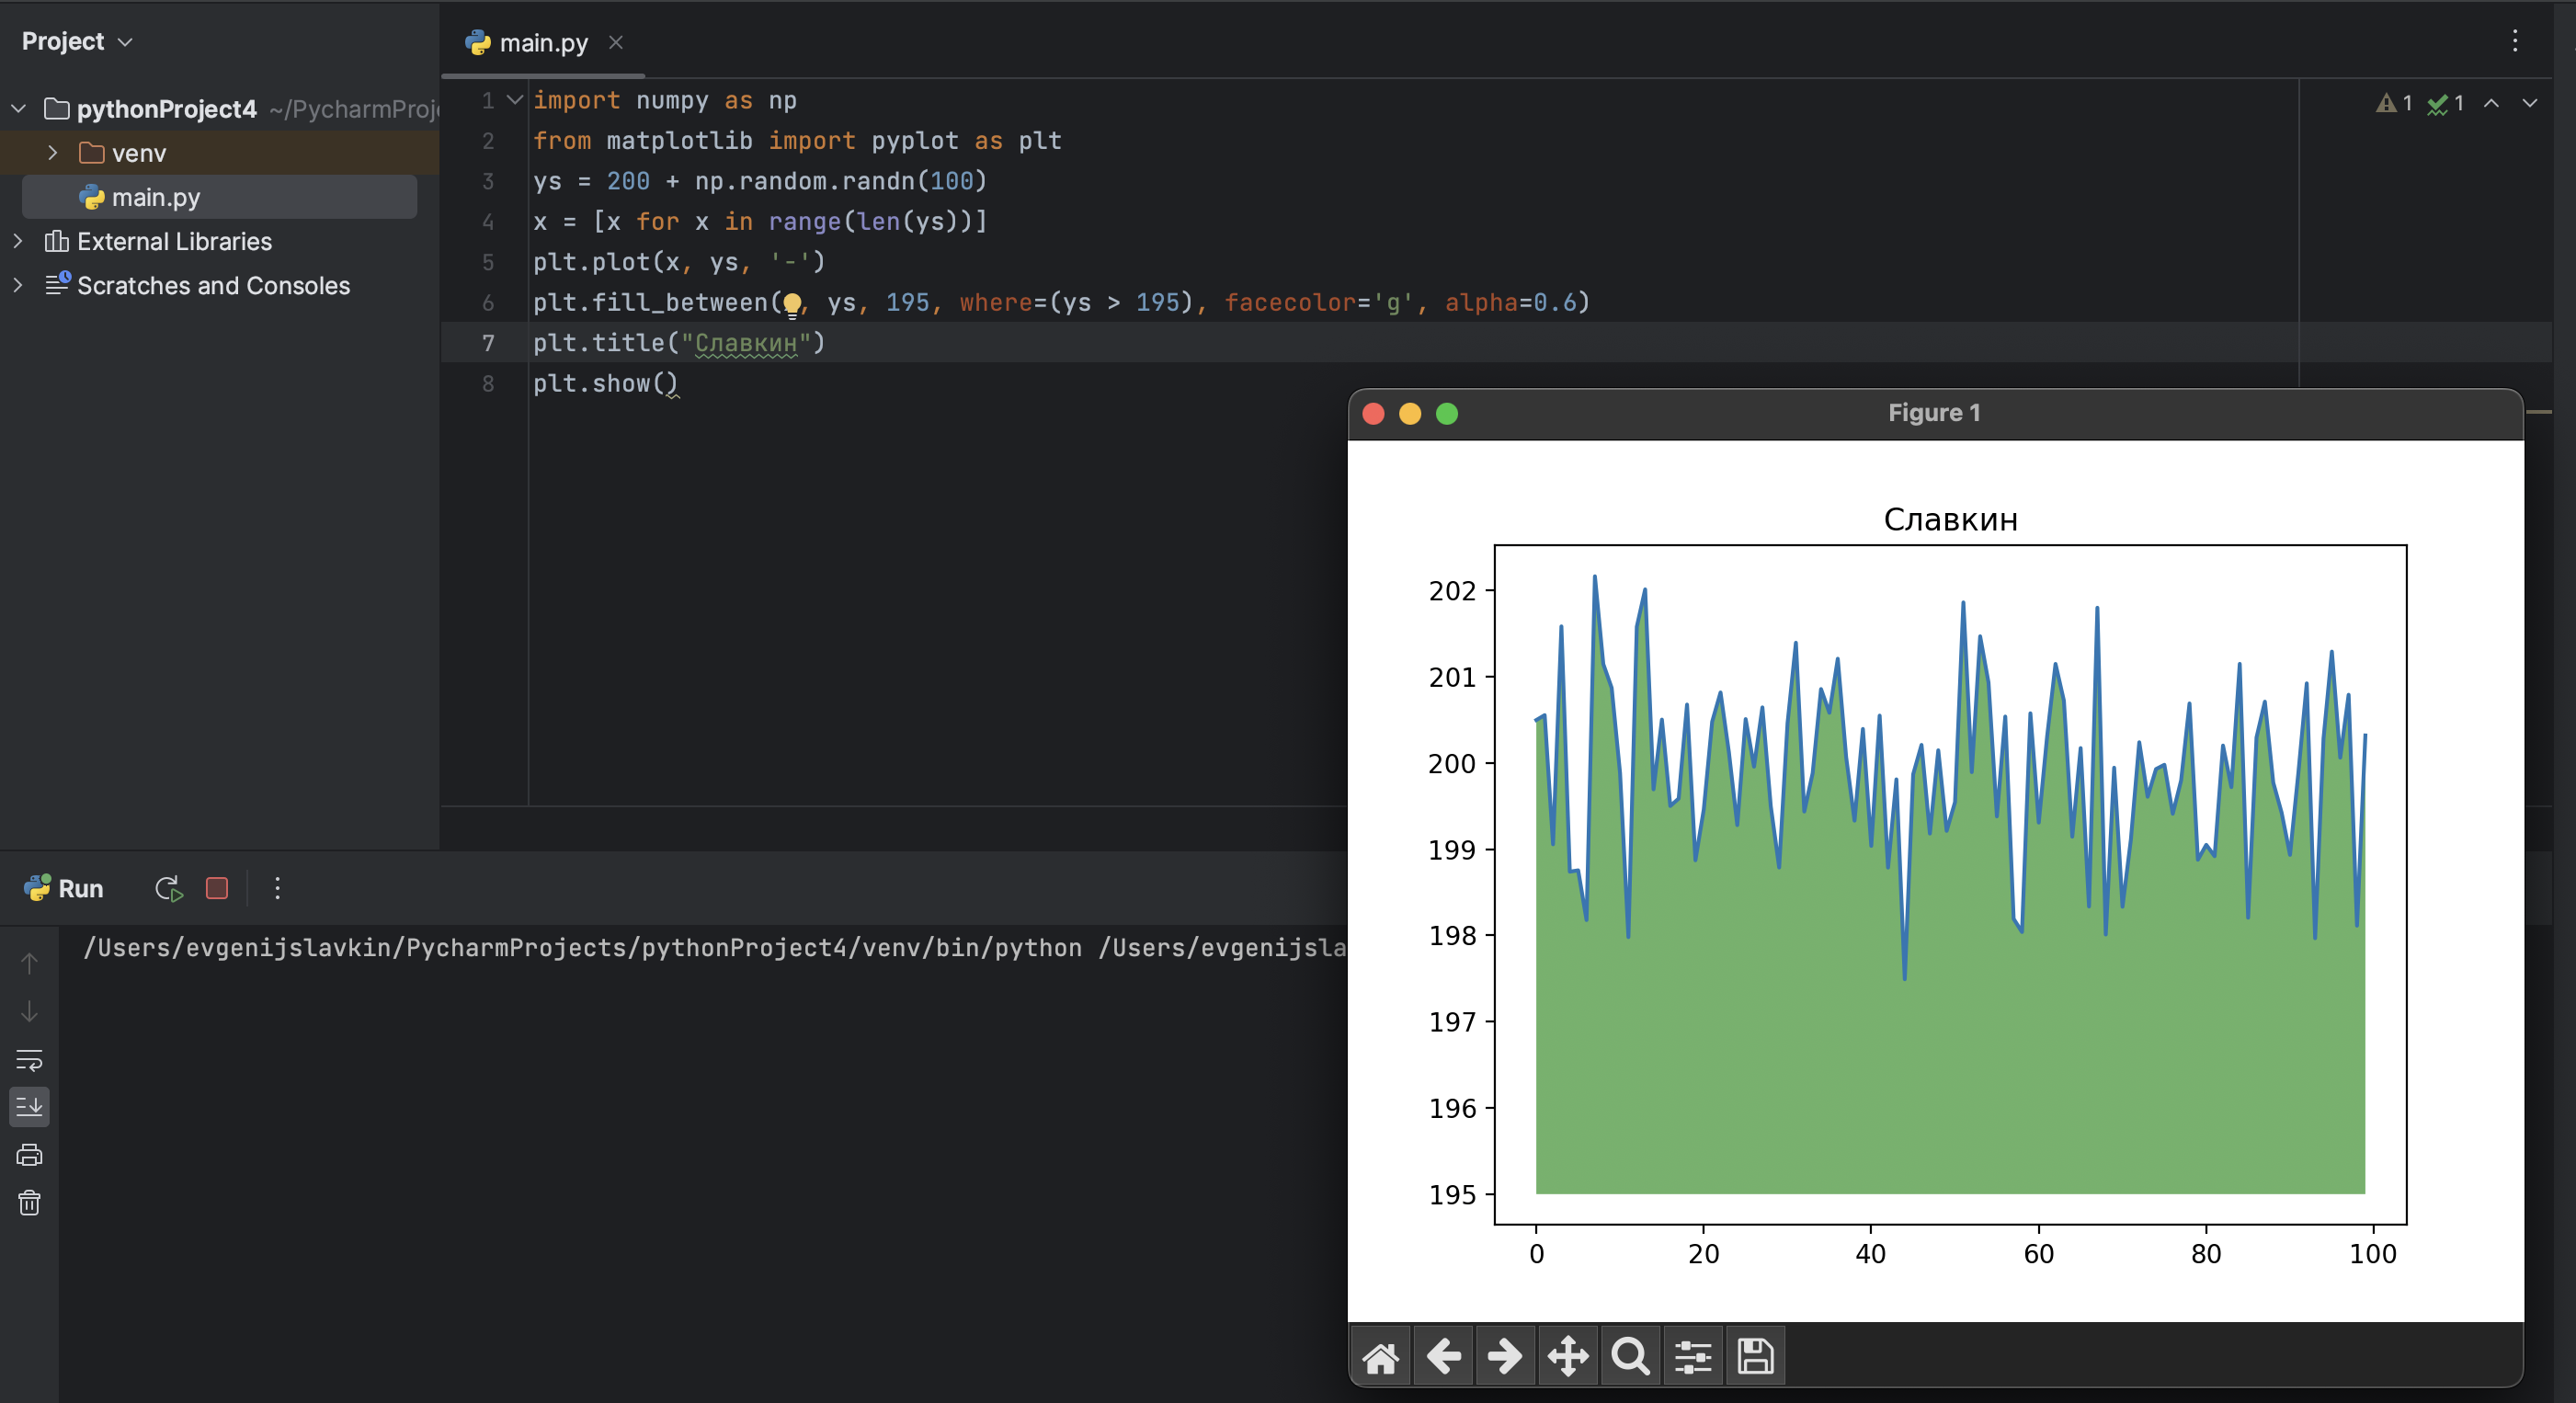 Project
main.py
pythonProject4 ~/PycharmProj
venv
main.py
External Libraries
Scratches and Consoles
1 import numpy as np
2 from matplotlib import pyplot as plt
3 ys = 200 + np.random.randn(100)
4 x = [x for x in range(len(ys))]
5 plt.plot(x, ys, '-')
6 plt.fill_between( , ys, 195, where=(ys > 195), facecolor='g', alpha=0.6)
7 plt.title("Славкин")
8 plt.show()
1 1
Figure 1
Славкин
202
201
200
199
198
197
196
195
0 20 40 60 80 100
Run
/Users/evgenijslavkin/PycharmProjects/pythonProject4/venv/bin/python /Users/evgenijsla